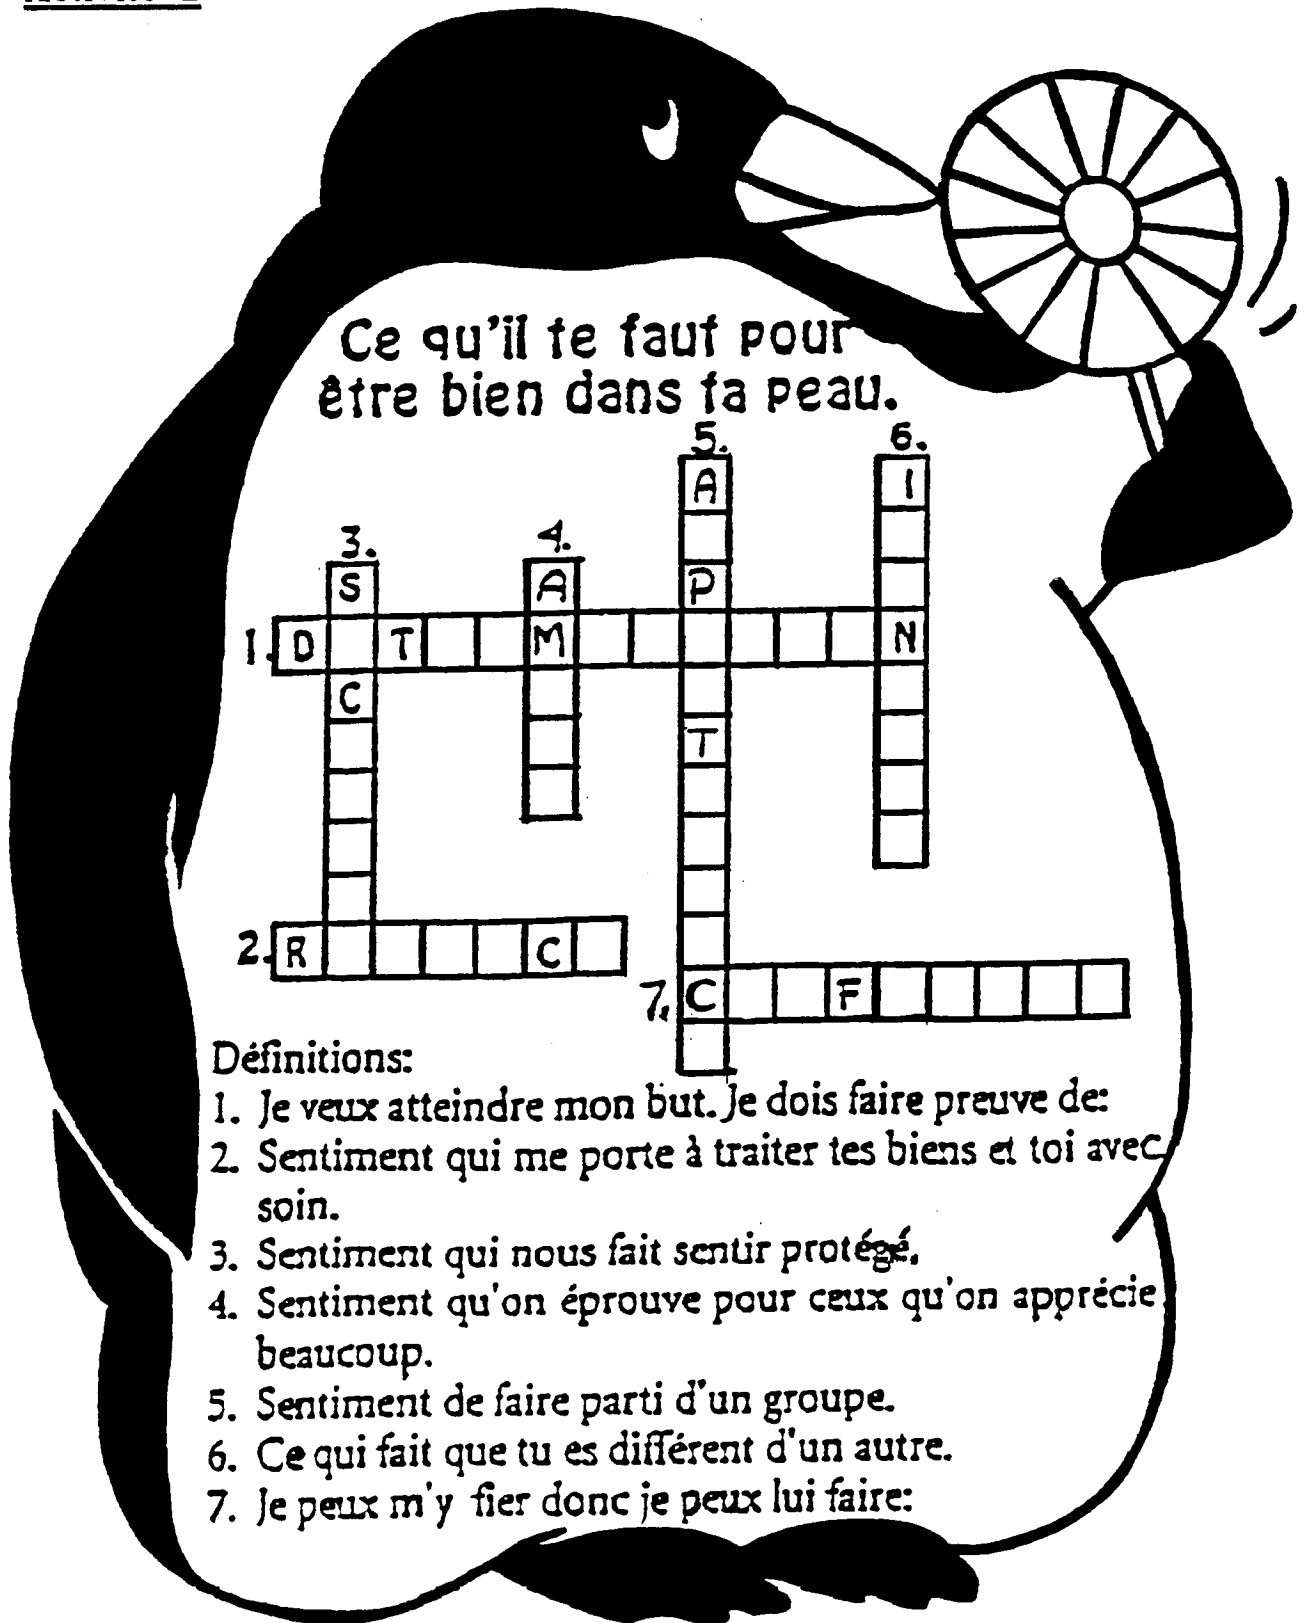 Ce qu'il te faut pour
être bien dans ta peau.
5. 6.
A I
3. 4.
S A P
1. D T M N
C
T
2. R C
7. C F
Définitions:
1. Je veux atteindre mon but. Je dois faire preuve de:
2. Sentiment qui me porte à traiter tes biens et toi avec
soin.
3. Sentiment qui nous fait sentir protégé.
4. Sentiment qu'on éprouve pour ceux qu'on apprécie
beaucoup.
5. Sentiment de faire parti d'un groupe.
6. Ce qui fait que tu es différent d'un autre.
7. Je peux m'y fier donc je peux lui faire: